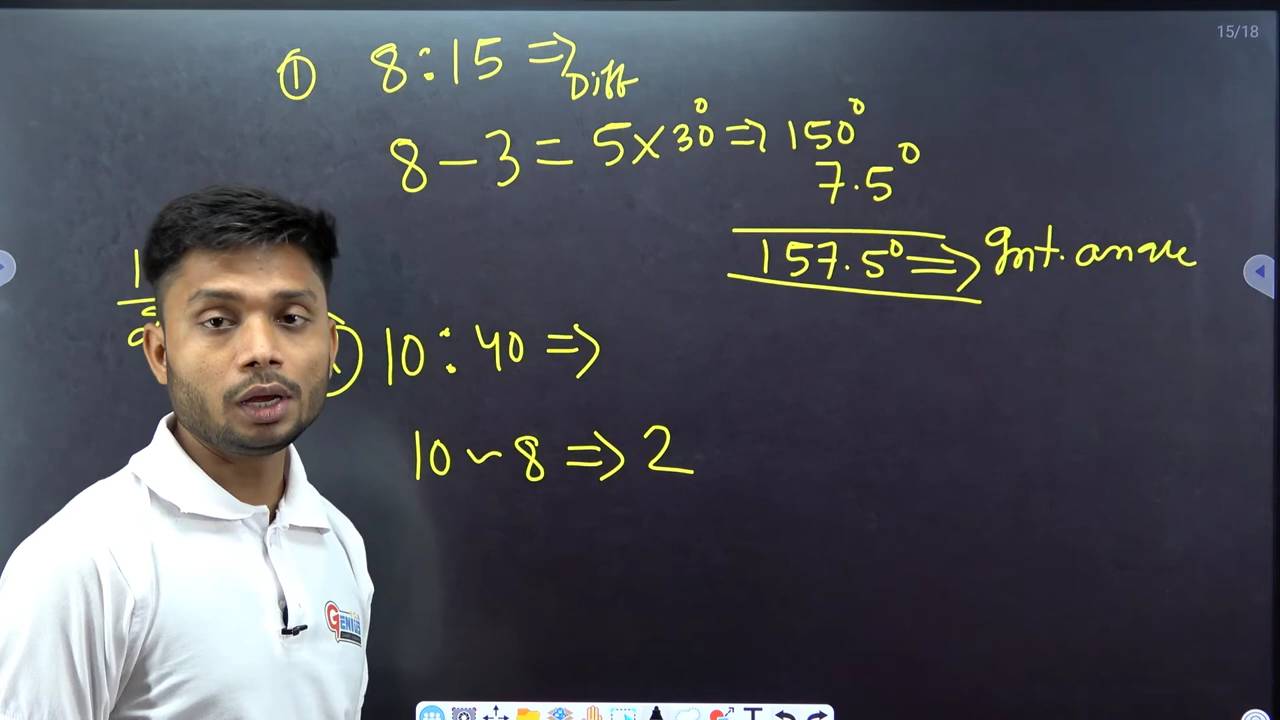 15/18
① 8:15 ⇒ Diff
8 - 3 = 5 x 30° ⇒ 150°
7.5°
157.5° ⇒ Int. angle
10:40 ⇒
10 ~ 8 ⇒ 2
GENIUS